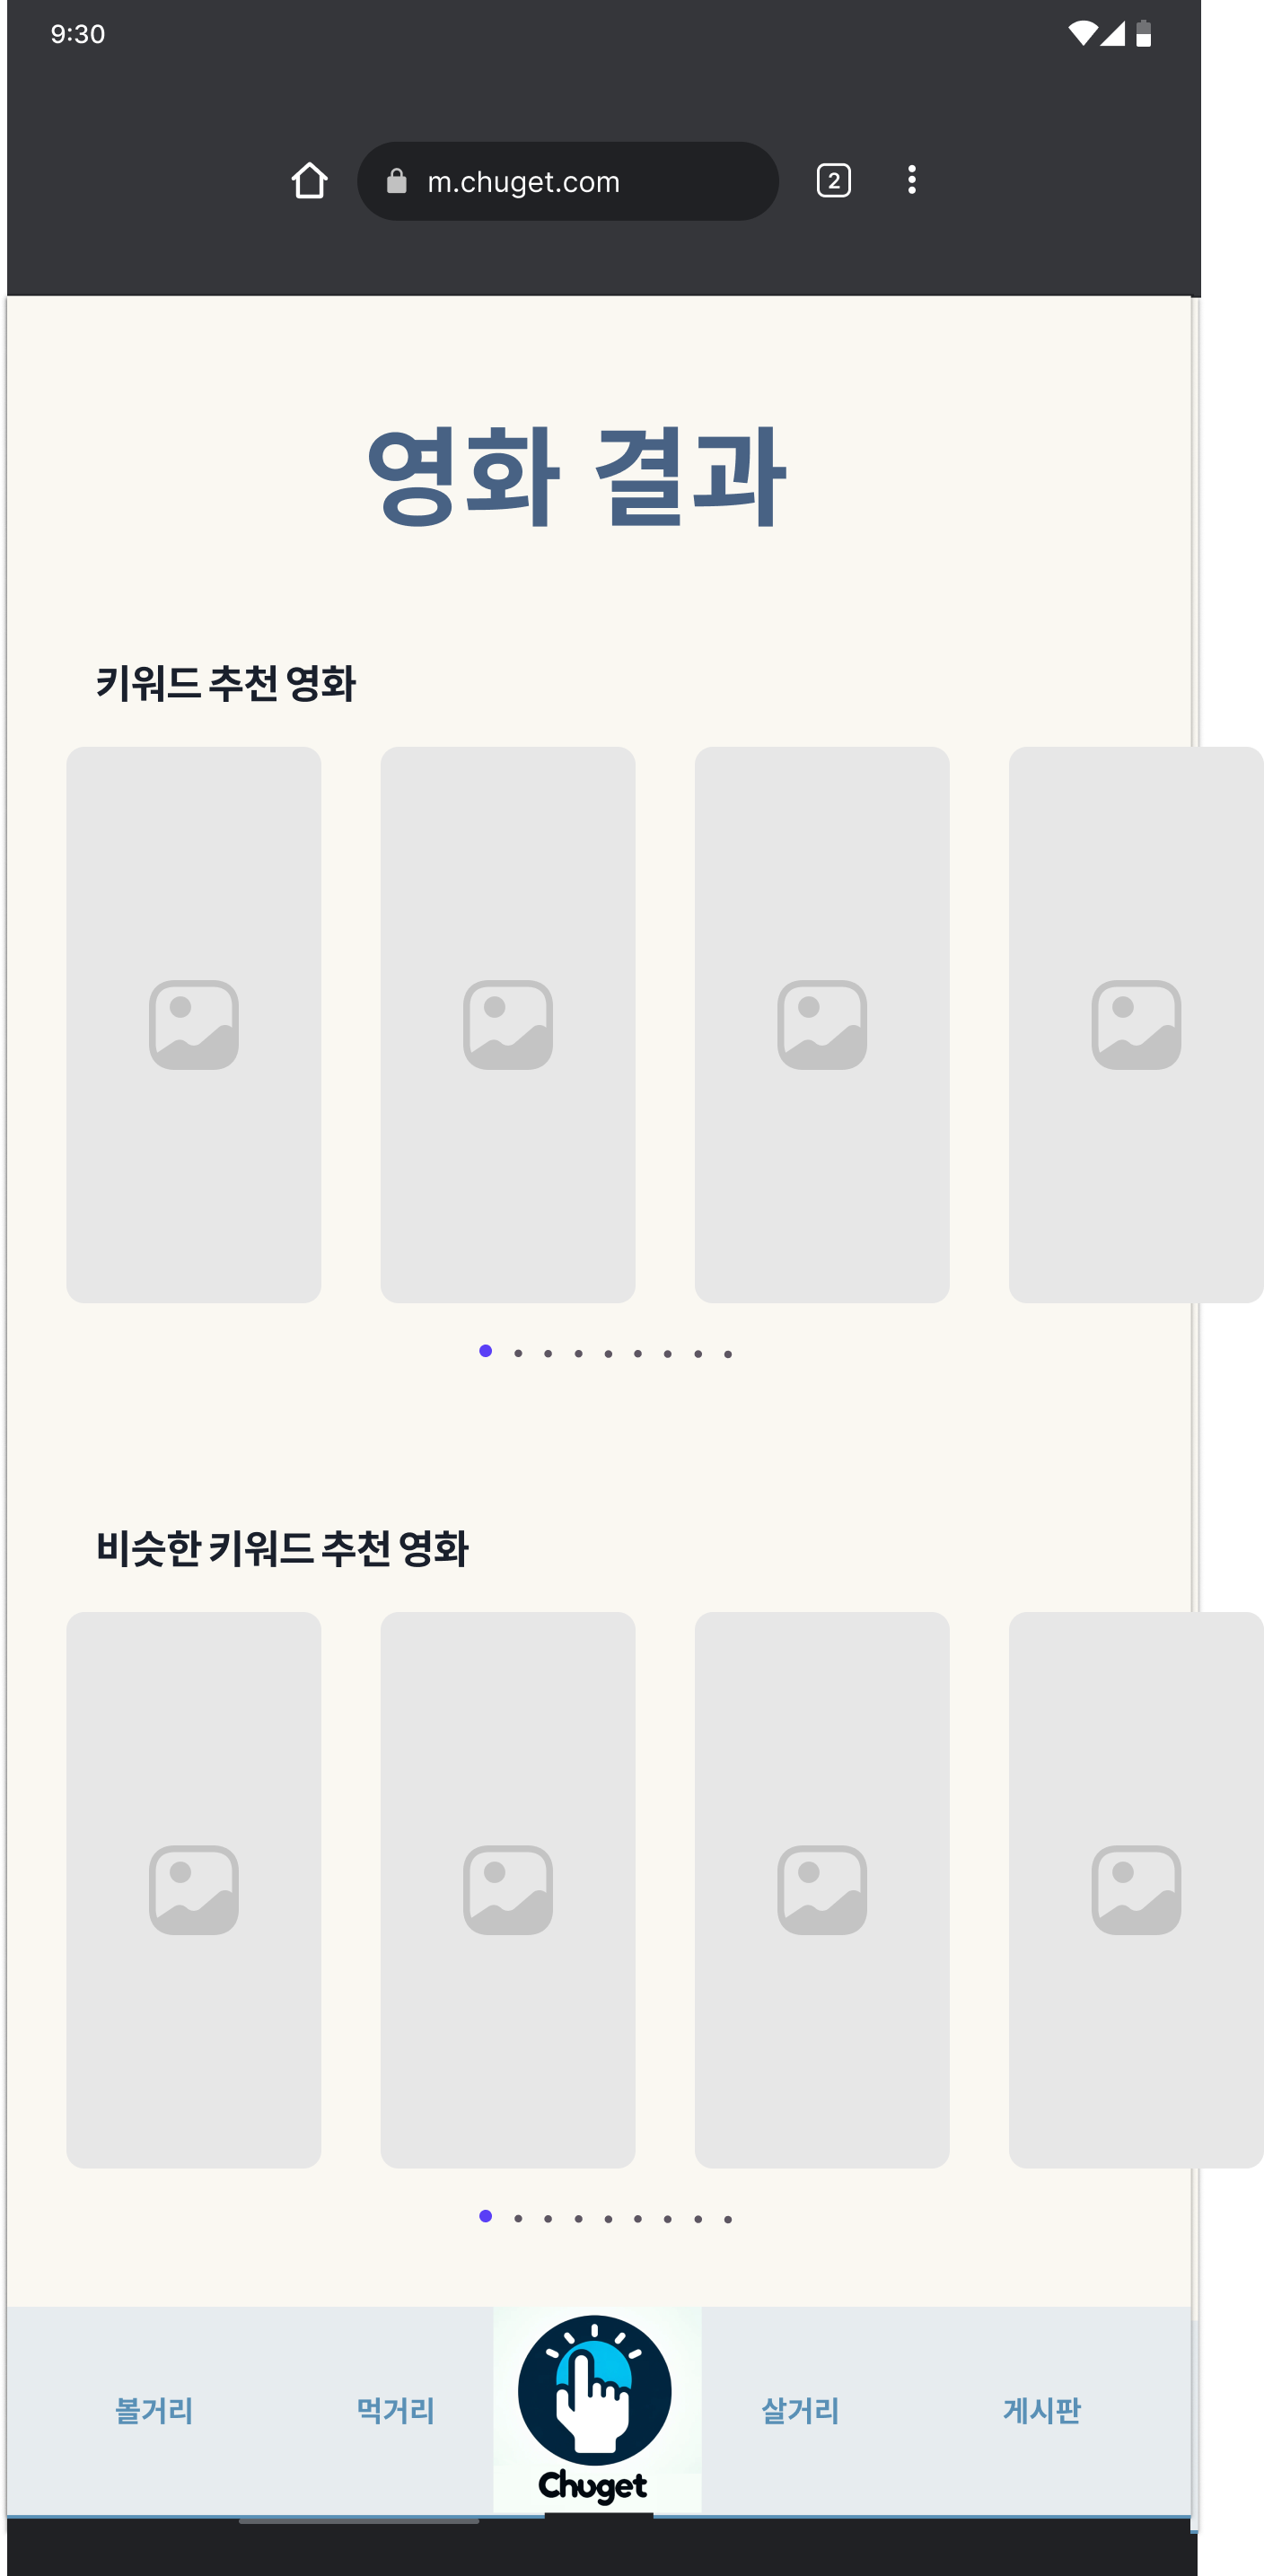 9:30
m.chuget.com
2
영화 결과
키워드 추천 영화
비슷한 키워드 추천 영화
볼거리
먹거리
Chuget
살거리
게시판